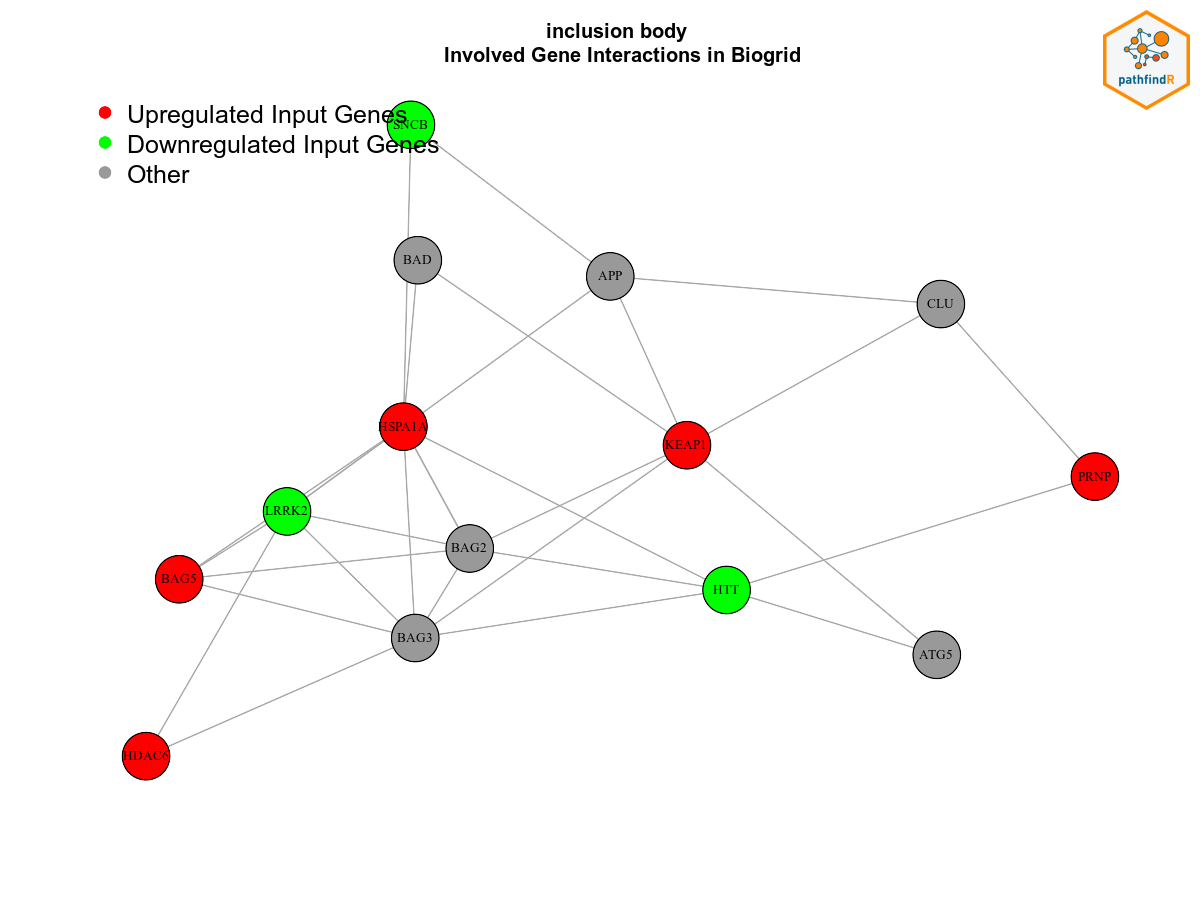 inclusion body
Involved Gene Interactions in Biogrid
pathfindR
Upregulated Input Genes
SNCB
Downregulated Input Genes
Other
BAD
APP
CLU
HSPA1A
KEAP1
PRNP
LRRK2
BAG2
BAG5
HTT
BAG3
ATG5
HDAC6